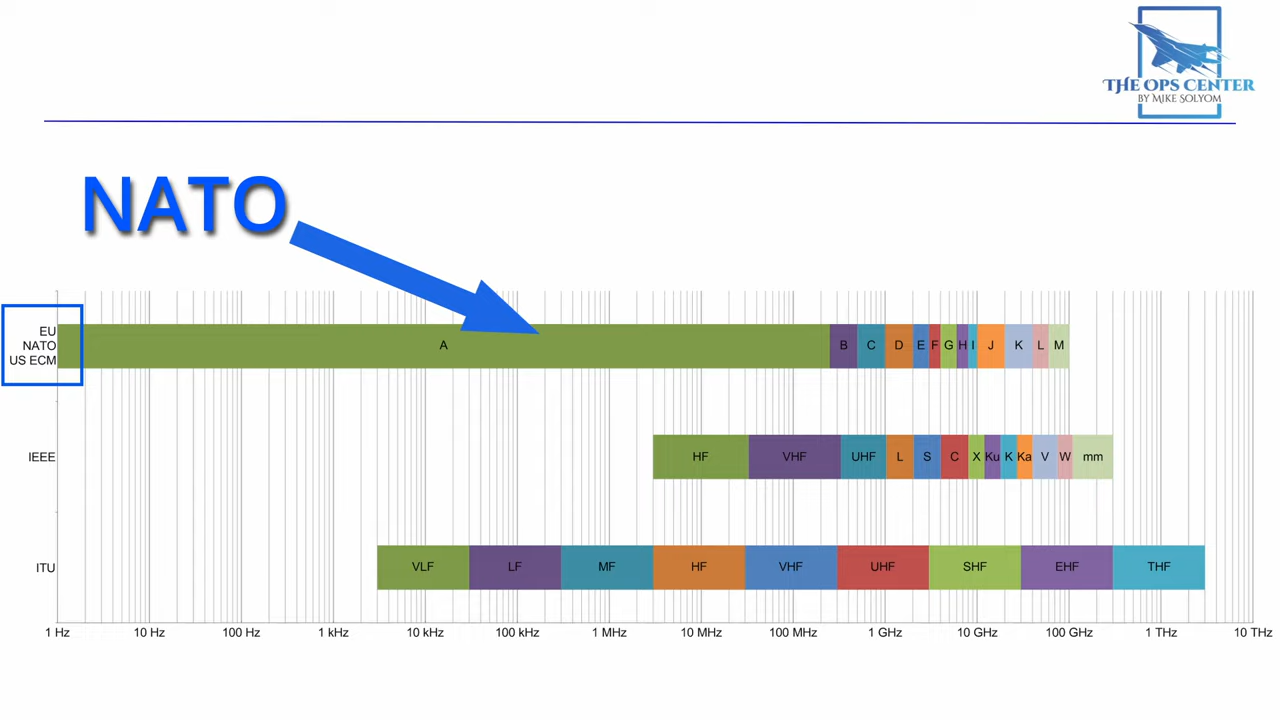 THE OPS CENTER
BY MIKE SOLYOM
NATO
EU
NATO
US ECM
A B C D E F G H I J K L M
IEEE
HF VHF UHF L S C X Ku K Ka V W mm
ITU
VLF LF MF HF VHF UHF SHF EHF THF
1 Hz 10 Hz 100 Hz 1 kHz 10 kHz 100 kHz 1 MHz 10 MHz 100 MHz 1 GHz 10 GHz 100 GHz 1 THz 10 THz